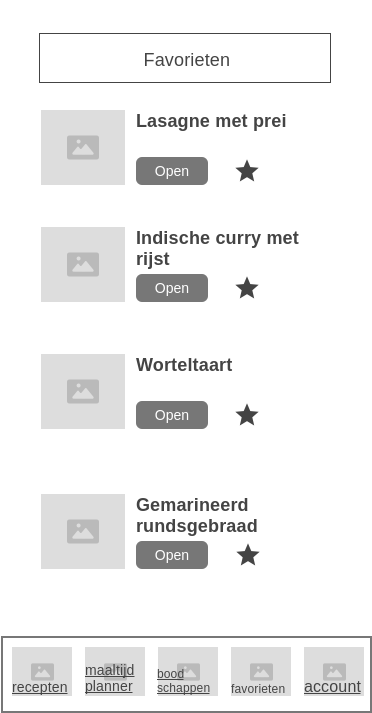 Favorieten
Lasagne met prei
Open
Indische curry met
rijst
Open
Worteltaart
Open
Gemarineerd
rundsgebraad
Open
recepten
maaltijd
planner
bood
schappen
favorieten
account